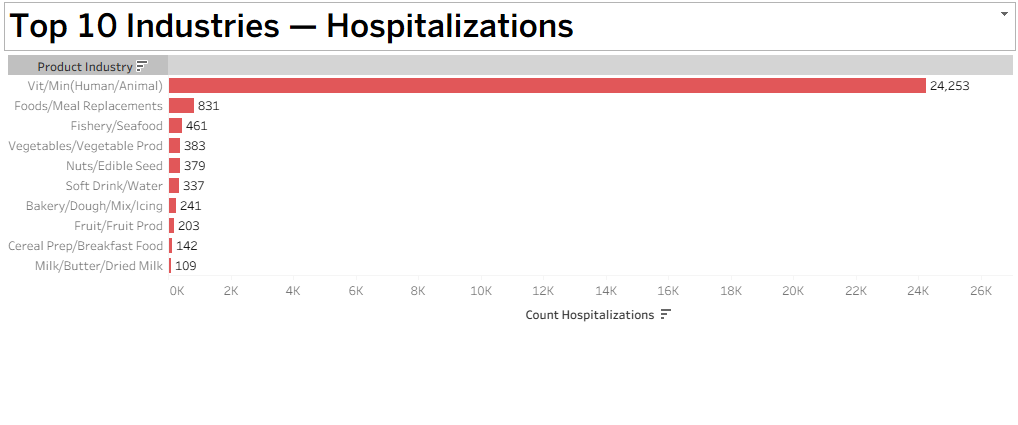 Top 10 Industries — Hospitalizations
Product Industry
Vit/Min(Human/Animal) 24,253
Foods/Meal Replacements 831
Fishery/Seafood 461
Vegetables/Vegetable Prod 383
Nuts/Edible Seed 379
Soft Drink/Water 337
Bakery/Dough/Mix/Icing 241
Fruit/Fruit Prod 203
Cereal Prep/Breakfast Food 142
Milk/Butter/Dried Milk 109
0K 2K 4K 6K 8K 10K 12K 14K 16K 18K 20K 22K 24K 26K
Count Hospitalizations